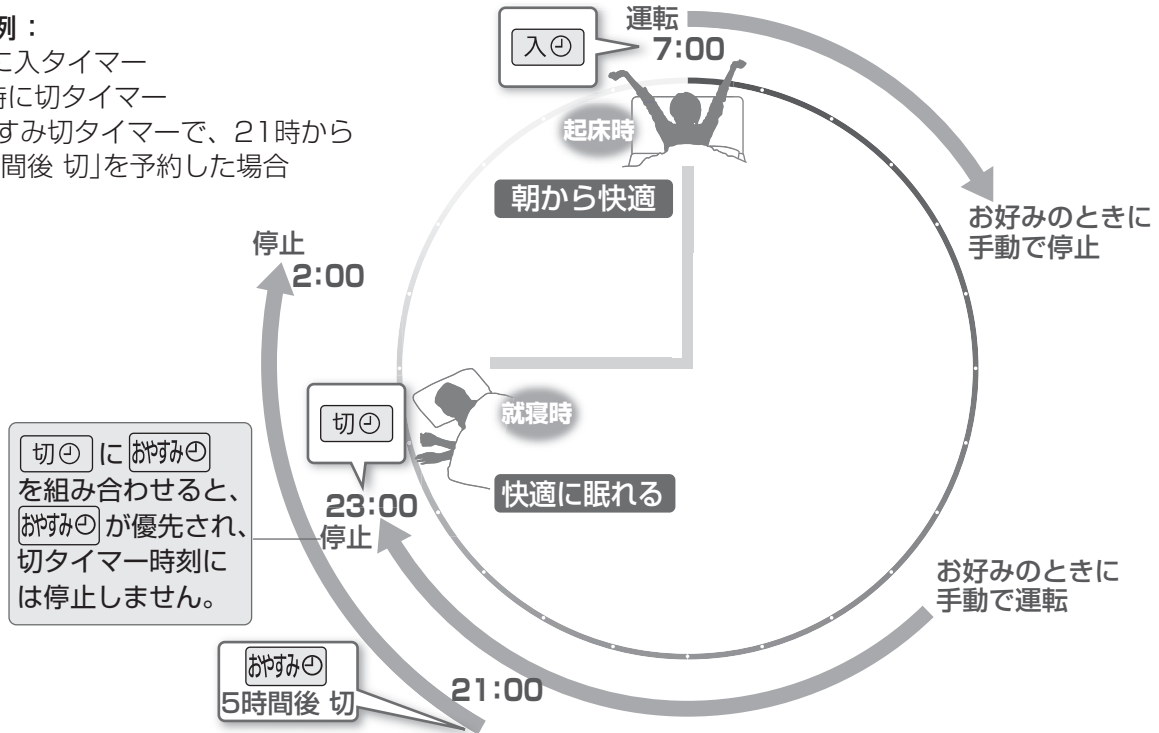 例：
に入タイマー
時に切タイマー
すみ切タイマーで、21時から
間後 切」を予約した場合
入
運転
7:00
起床時
朝から快適
お好みのときに
手動で停止
停止
2:00
切
就寝時
快適に眠れる
23:00
停止
切 に おやすみ
を組み合わせると、
おやすみ が優先され、
切タイマー時刻に
は停止しません。
お好みのときに
手動で運転
おやすみ
5時間後 切
21:00